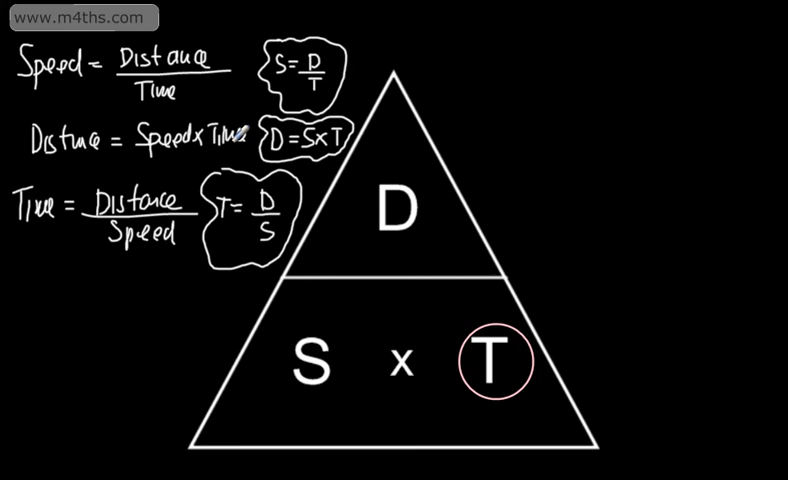 www.m4ths.com
Speed = Distance / Time S = D / T
Distance = Speed x Time D = S x T
Time = Distance / Speed T = D / S
D
S x T